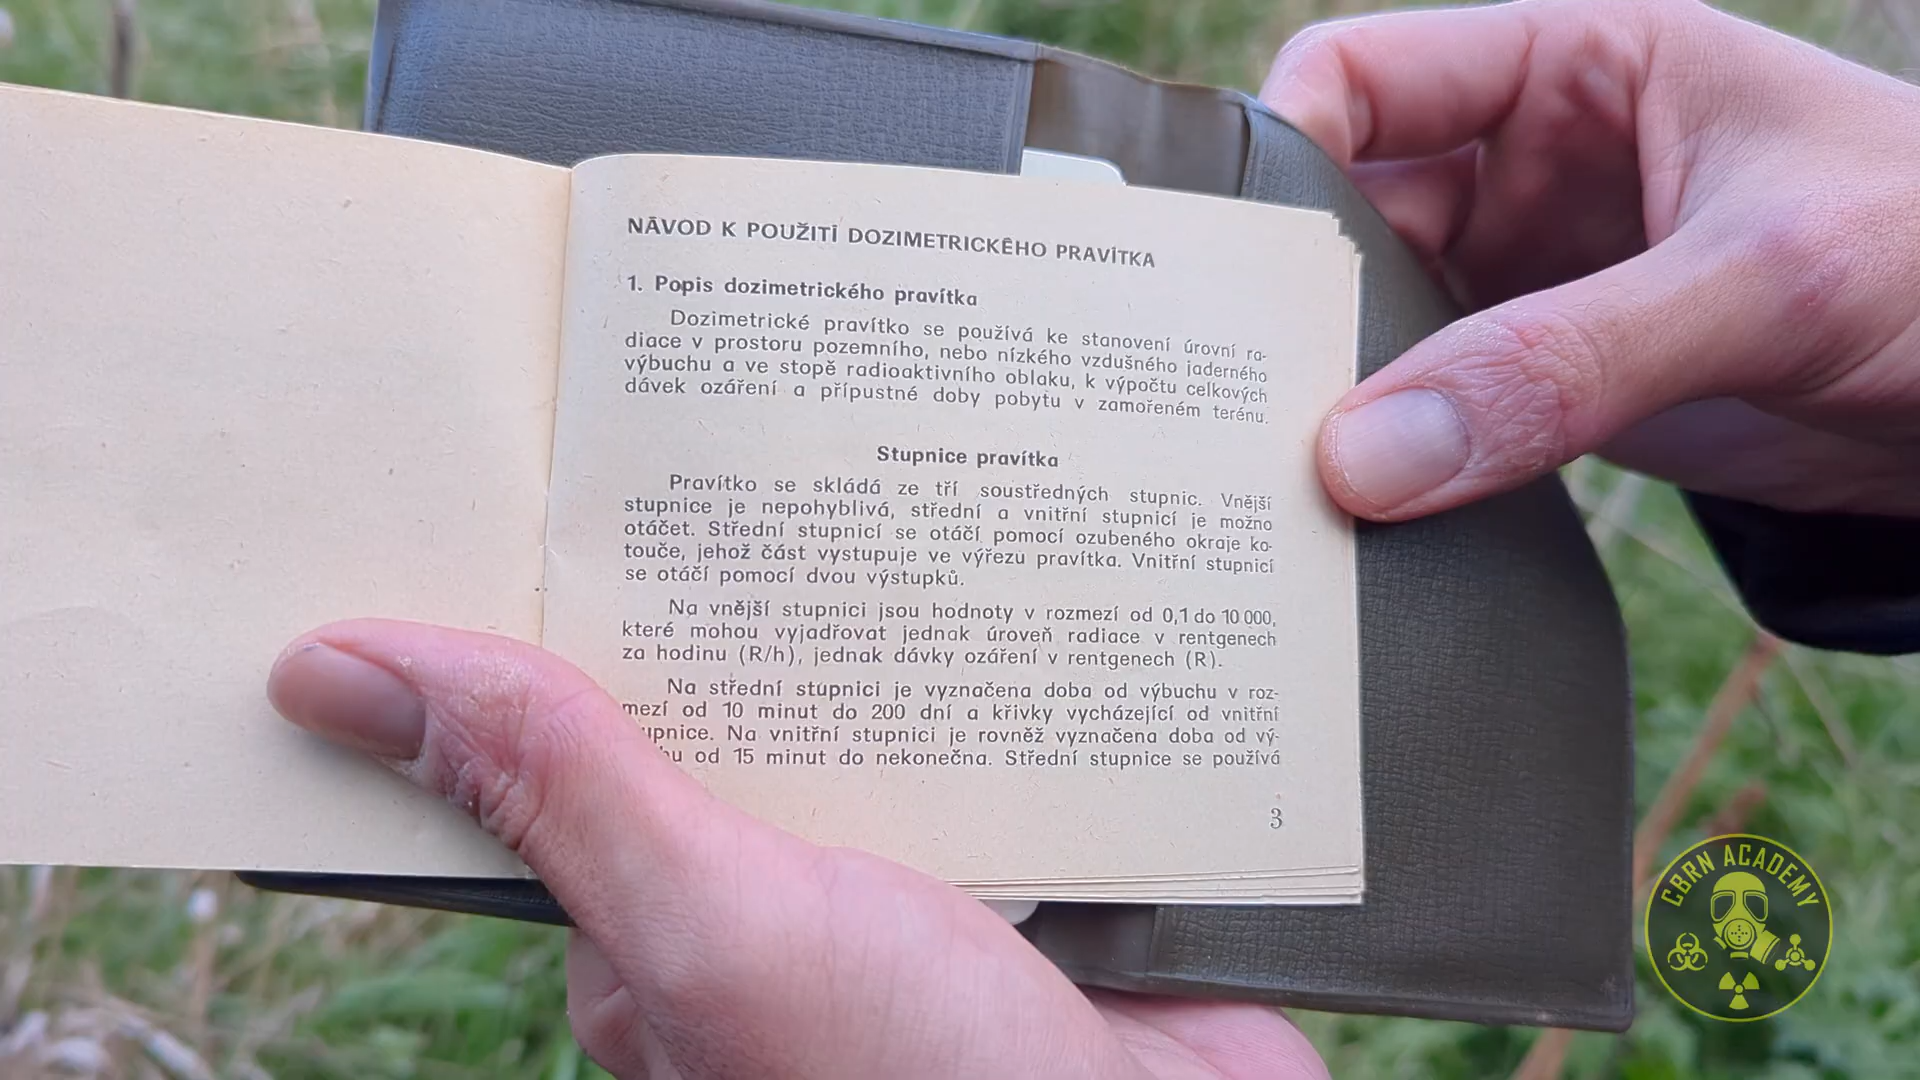 NÁVOD K POUŽITÍ DOZIMETRICKÉHO PRAVÍTKA
1. Popis dozimetrického pravítka
Dozimetrické pravítko se používá ke stanovení úrovní ra-
diace v prostoru pozemního, nebo nízkého vzdušného jaderného
výbuchu a ve stopě radioaktivního oblaku, k výpočtu celkových
dávek ozáření a přípustné doby pobytu v zamořeném terénu.
Stupnice pravítka
Pravítko se skládá ze tří soustředných stupnic. Vnější
stupnice je nepohyblivá, střední a vnitřní stupnicí je možno
otáčet. Střední stupnicí se otáčí pomocí ozubeného okraje ko-
touče, jehož část vystupuje ve výřezu pravítka. Vnitřní stupnicí
se otáčí pomocí dvou výstupků.
Na vnější stupnici jsou hodnoty v rozmezí od 0,1 do 10 000,
které mohou vyjadřovat jednak úroveň radiace v rentgenech
za hodinu (R/h), jednak dávky ozáření v rentgenech (R).
Na střední stupnici je vyznačena doba od výbuchu v roz-
mezí od 10 minut do 200 dní a křivky vycházející od vnitřní
upnice. Na vnitřní stupnici je rovněž vyznačena doba od vý-
hu od 15 minut do nekonečna. Střední stupnice se používá
3
CBRN ACADEMY